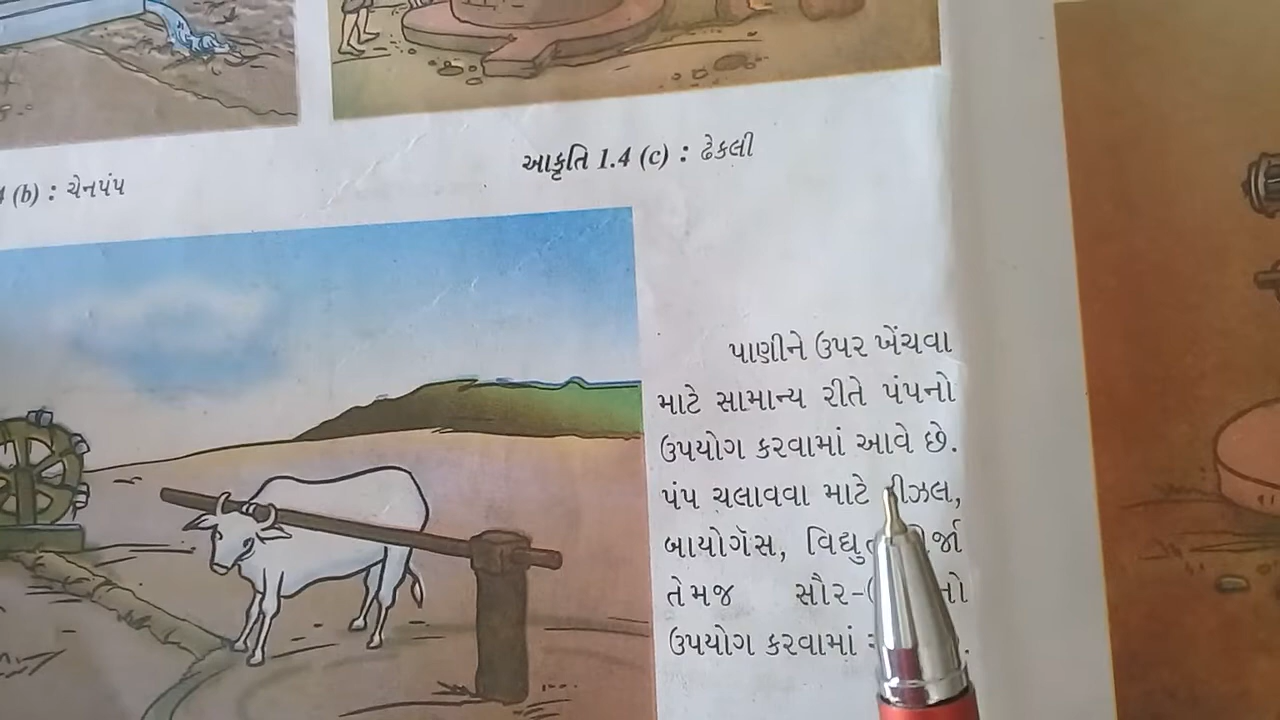 આકૃતિ 1.4 (c) : ઢેકલી
(b) : ચેનપંપ
પાણીને ઉપર ખેંચવા
માટે સામાન્ય રીતે પંપનો
ઉપયોગ કરવામાં આવે છે.
પંપ ચલાવવા માટે
બાયોગૅસ,
તેમજ
ઉપયોગ કરવામાં